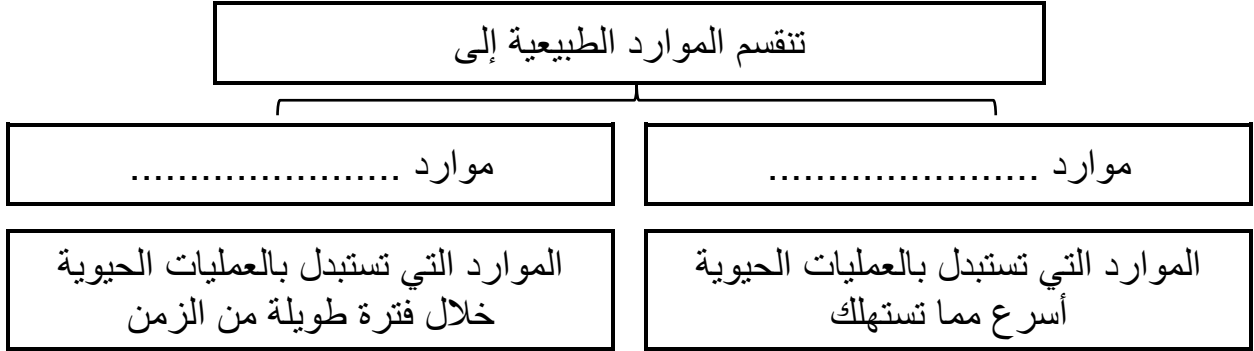 تنقسم الموارد الطبيعية إلى
موارد .......................
موارد .......................
الموارد التي تستبدل بالعمليات الحيوية
أسرع مما تستهلك
الموارد التي تستبدل بالعمليات الحيوية
خلال فترة طويلة من الزمن